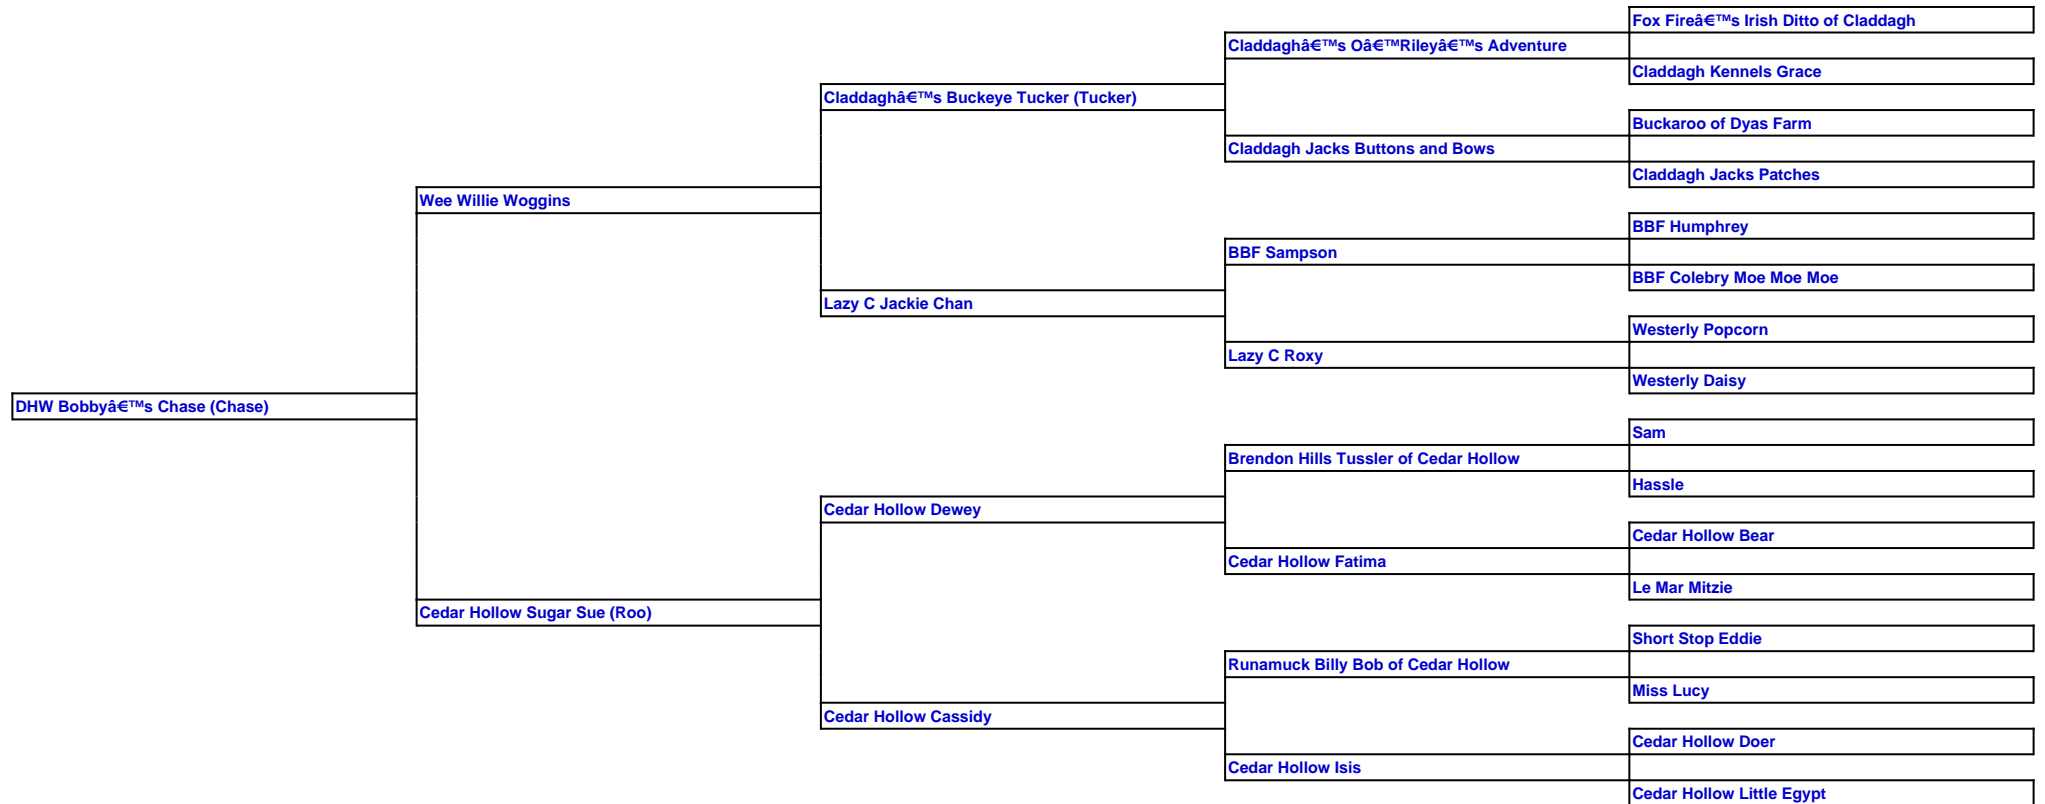 Fox Fireâ€™s Irish Ditto of Claddagh
Claddaghâ€™s Oâ€™Rileyâ€™s Adventure
Claddagh Kennels Grace
Claddaghâ€™s Buckeye Tucker (Tucker)
Buckaroo of Dyas Farm
Claddagh Jacks Buttons and Bows
Claddagh Jacks Patches
Wee Willie Woggins
BBF Humphrey
BBF Sampson
BBF Colebry Moe Moe Moe
Lazy C Jackie Chan
Westerly Popcorn
Lazy C Roxy
Westerly Daisy
DHW Bobbyâ€™s Chase (Chase)
Sam
Brendon Hills Tussler of Cedar Hollow
Hassle
Cedar Hollow Dewey
Cedar Hollow Bear
Cedar Hollow Fatima
Le Mar Mitzie
Cedar Hollow Sugar Sue (Roo)
Short Stop Eddie
Runamuck Billy Bob of Cedar Hollow
Miss Lucy
Cedar Hollow Cassidy
Cedar Hollow Doer
Cedar Hollow Isis
Cedar Hollow Little Egypt